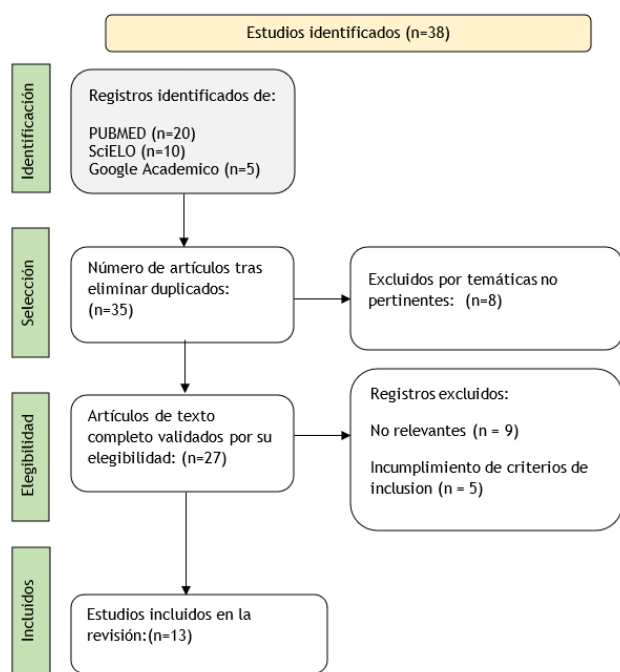 Estudios identificados (n=38)
Identificación
Registros identificados de:
PUBMED (n=20)
SciELO (n=10)
Google Academico (n=5)
Selección
Número de artículos tras
eliminar duplicados:
(n=35)
Excluidos por temáticas no
pertinentes: (n=8)
Elegibilidad
Artículos de texto
completo validados por su
elegibilidad: (n=27)
Registros excluidos:
No relevantes (n = 9)
Incumplimiento de criterios de
inclusion (n = 5)
Incluidos
Estudios incluidos en la
revisión:(n=13)